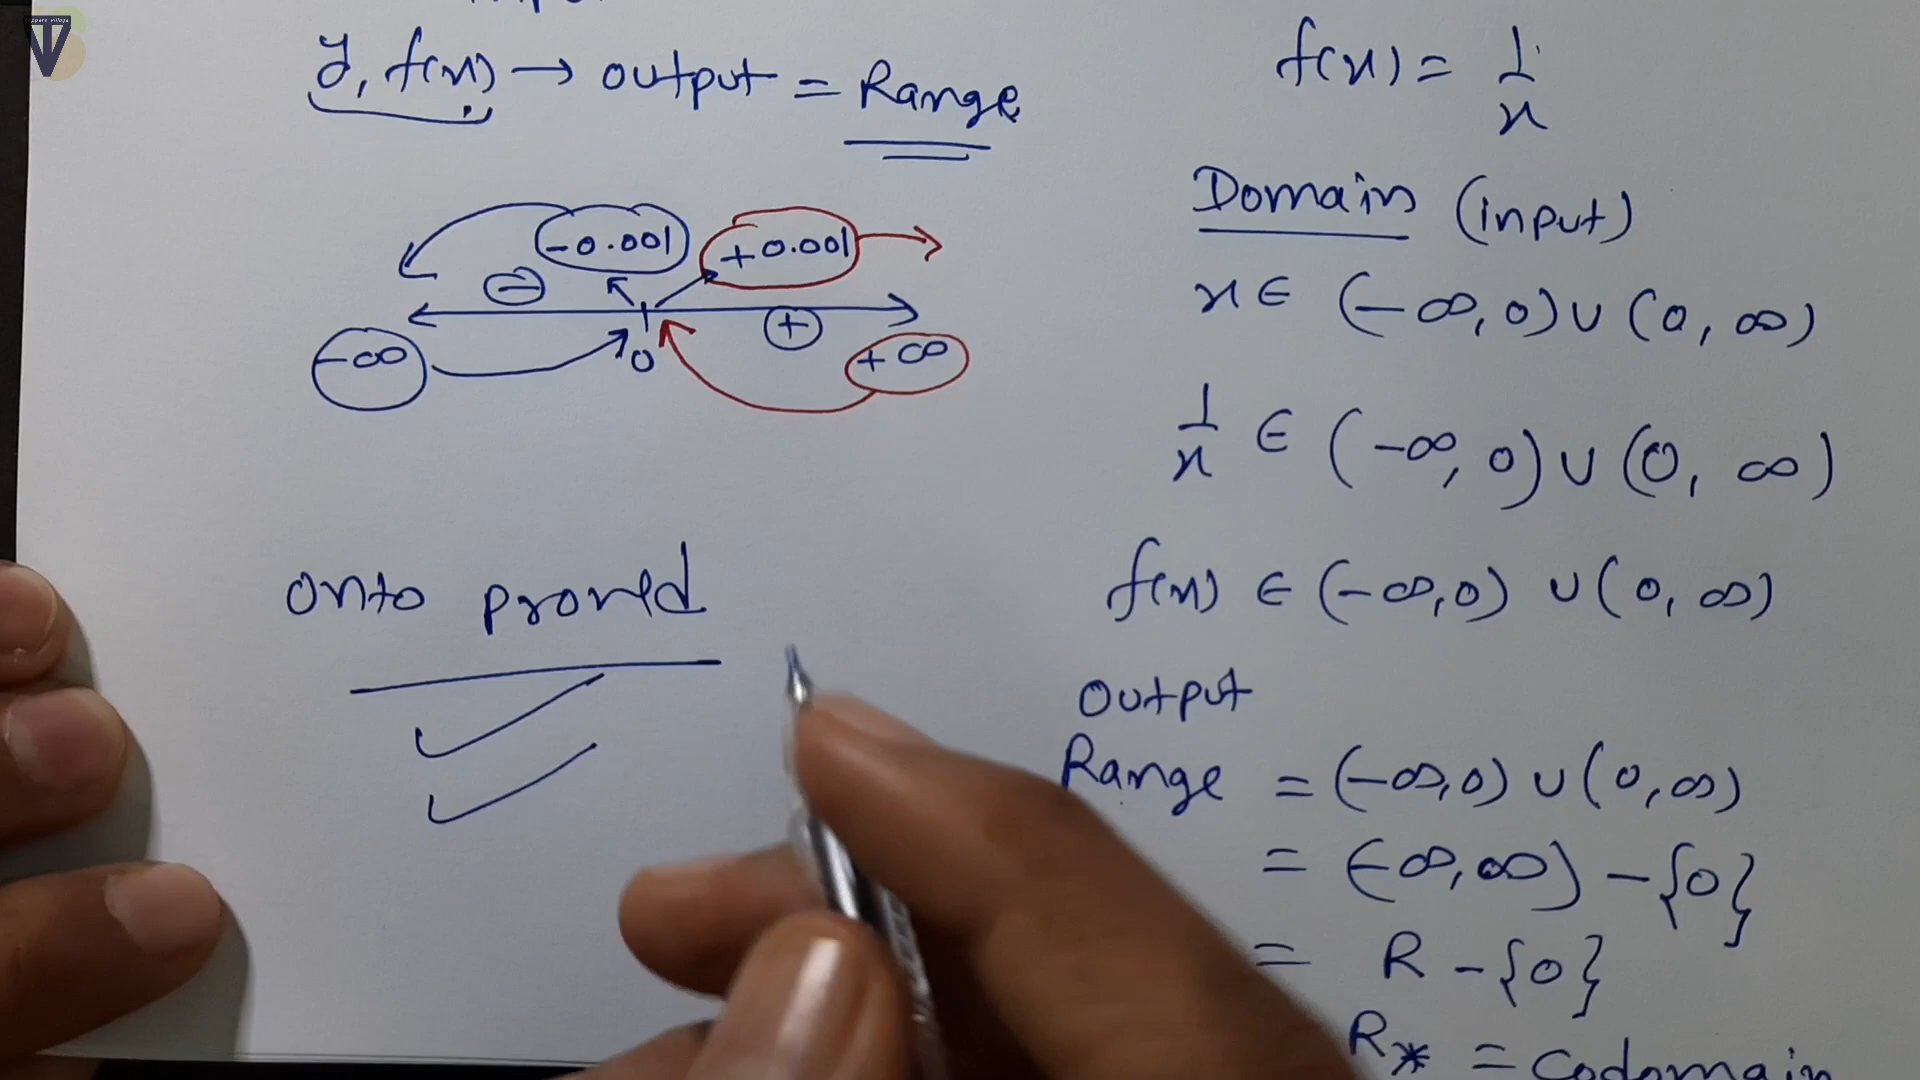 y, f(x) → output = Range
-0.001 +0.001
- +
-∞ 0 +∞
onto proved
f(x) = 1/x
Domain (input)
x ∈ (-∞, 0) ∪ (0, ∞)
1/x ∈ (-∞, 0) ∪ (0, ∞)
f(x) ∈ (-∞, 0) ∪ (0, ∞)
Output
Range = (-∞, 0) ∪ (0, ∞)
= (-∞, ∞) - {0}
= R - {0}
R* = Codomain